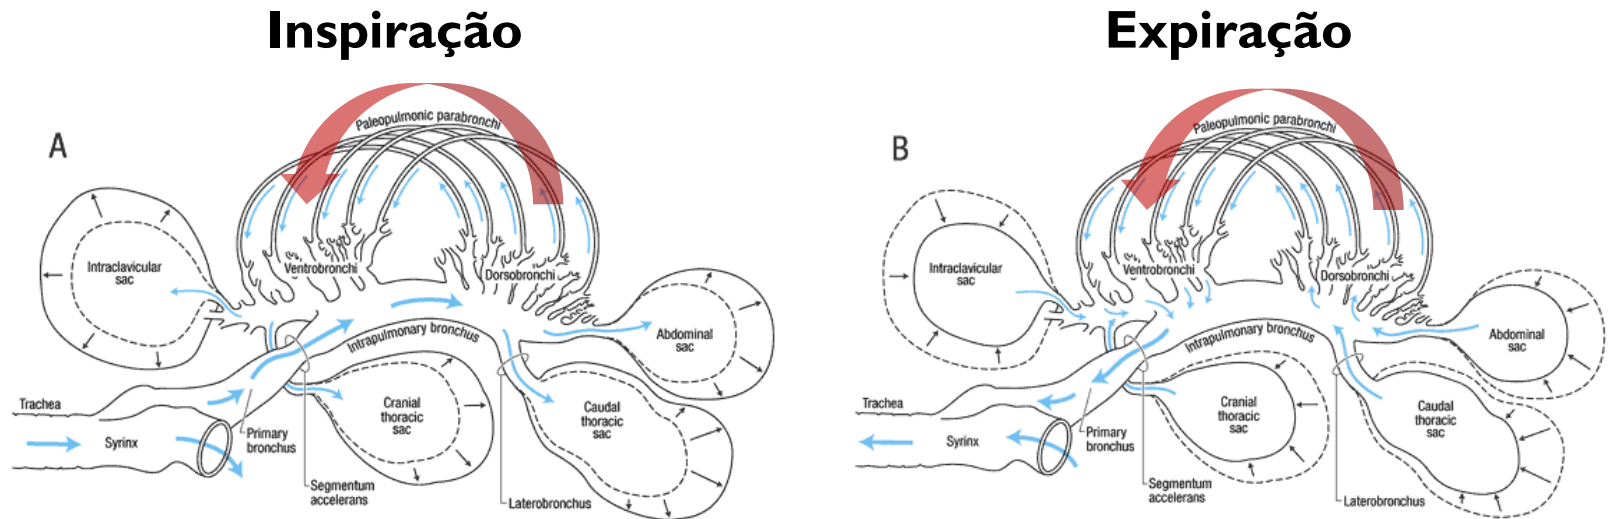 Inspiração
Expiração
A
Paleopulmonic parabronchi
Intraclavicular
sac
Ventrobronchi
Dorsobronchi
Intrapulmonary bronchus
Abdominal
sac
Trachea
Syrinx
Primary
bronchus
Cranial
thoracic
sac
Caudal
thoracic
sac
Segmentum
accelerans
Laterobronchus
B
Paleopulmonic parabronchi
Intraclavicular
sac
Ventrobronchi
Dorsobronchi
Intrapulmonary bronchus
Abdominal
sac
Trachea
Syrinx
Primary
bronchus
Cranial
thoracic
sac
Caudal
thoracic
sac
Segmentum
accelerans
Laterobronchus